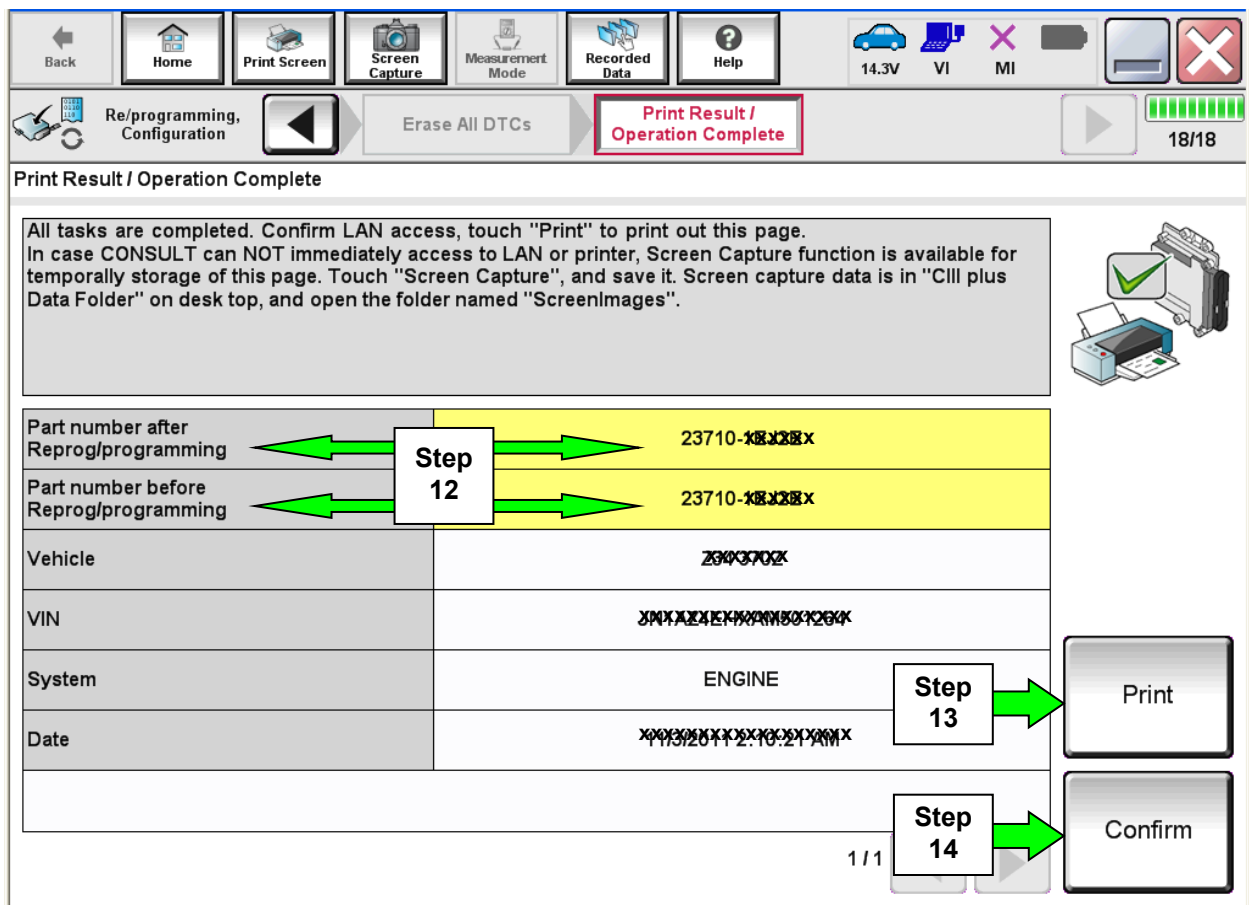 Back
Home
Print Screen
Screen
Capture
Measurement
Mode
Recorded
Data
Help
14.3V
VI
MI
Re/programming,
Configuration
Erase All DTCs
Print Result /
Operation Complete
18/18
Print Result / Operation Complete
All tasks are completed. Confirm LAN access, touch "Print" to print out this page.
In case CONSULT can NOT immediately access to LAN or printer, Screen Capture function is available for
temporally storage of this page. Touch "Screen Capture", and save it. Screen capture data is in "CIII plus
Data Folder" on desk top, and open the folder named "ScreenImages".
Part number after
Reprog/programming
23710-
Step
12
Part number before
Reprog/programming
23710-
Vehicle
VIN
System
ENGINE
Step
13
Print
Date
Step
14
Confirm
1 / 1